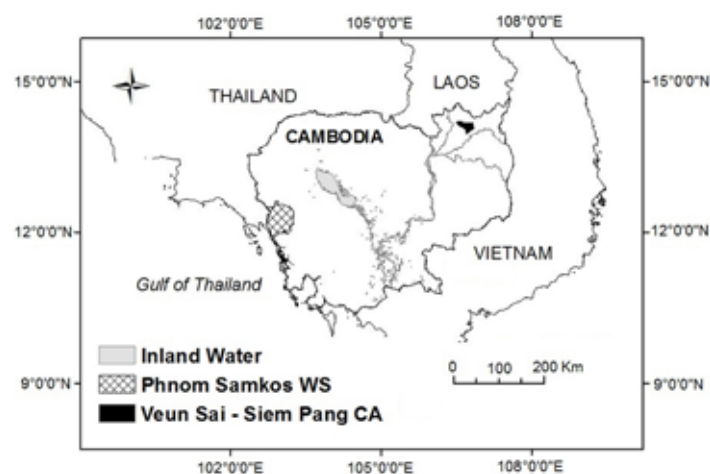 102°0'0"E 105°0'0"E 108°0'0"E
15°0'0"N 15°0'0"N
LAOS
THAILAND
CAMBODIA
12°0'0"N 12°0'0"N
VIETNAM
Gulf of Thailand
Inland Water
0 100 200 Km
Phnom Samkos WS
9°0'0"N 9°0'0"N
Veun Sai - Siem Pang CA
102°0'0"E 105°0'0"E 108°0'0"E